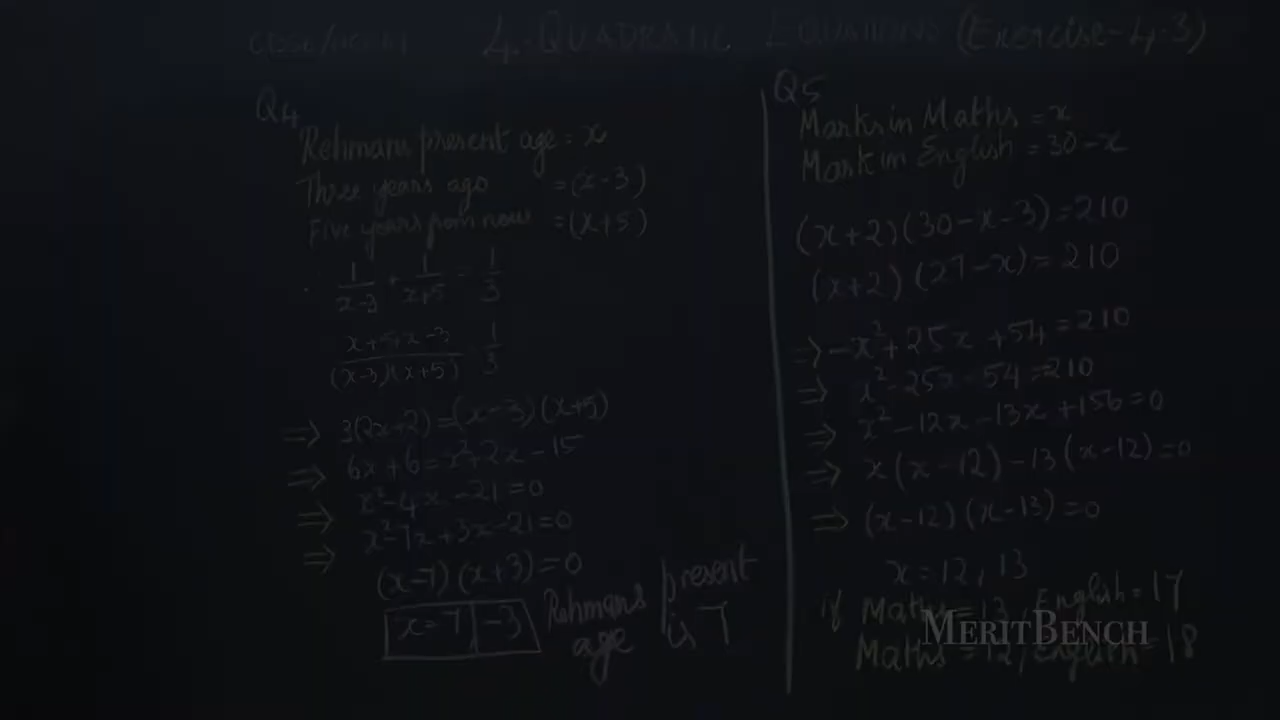 CBSE/NCERT 4. QUADRATIC EQUATIONS (Exercise-4.3)
Q4
Rehmans present age = x
Three years ago = (x-3)
Five years from now = (x+5)
1/(x-3) + 1/(x+5) = 1/3
(x+5+x-3)/((x-3)(x+5)) = 1/3
⇒ 3(2x+2)=(x-3)(x+5)
⇒ 6x+6=x²+2x-15
⇒ x²-4x-21=0
⇒ x²-7x+3x-21=0
(x-7)(x+3)=0
x=7 | -3
Rehmans present
age is 7
Q5
Marks in Maths = x
Mark in English = 30-x
(x+2)(30-x-3)=210
(x+2)(27-x)=210
⇒ -x²+25x+54=210
⇒ x²-25x-54=210
⇒ x²-12x-13x+156=0
⇒ x(x-12)-13(x-12)=0
⇒ (x-12)(x-13)=0
x=12, 13
if Maths=13, English=17
Maths=12, English=18
MERITBENCH